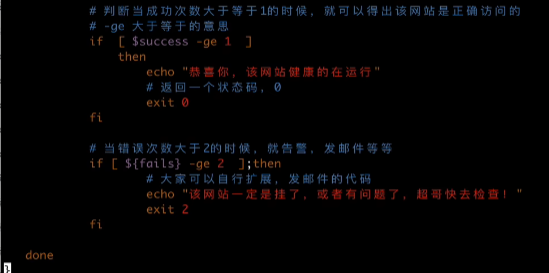 # 判断当成功次数大于等于1的时候，就可以得出该网站是正确访问的
# -ge 大于等于的意思
if [ $success -ge 1 ]
then
echo "恭喜你，该网站健康的在运行"
# 返回一个状态码，0
exit 0
fi
# 当错误次数大于2的时候，就告警，发邮件等等
if [ ${fails} -ge 2 ];then
# 大家可以自行扩展，发邮件的代码
echo "该网站一定是挂了，或者有问题了，超哥快去检查！"
exit 2
fi
done
}